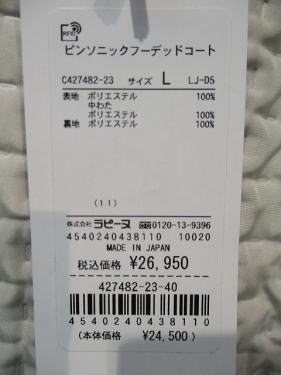 RFID
ピンソニックフーデッドコート
C427482-23 サイズ L LJ-D5
表地 ポリエステル 100%
中わた
ポリエステル 100%
裏地 ポリエステル 100%
(11)
株式会社 ラピーヌ 0120-13-9396
4540240438110 10020
MADE IN JAPAN
税込価格 ¥26,950
427482-23-40
4540240438110
(本体価格 ¥24,500)